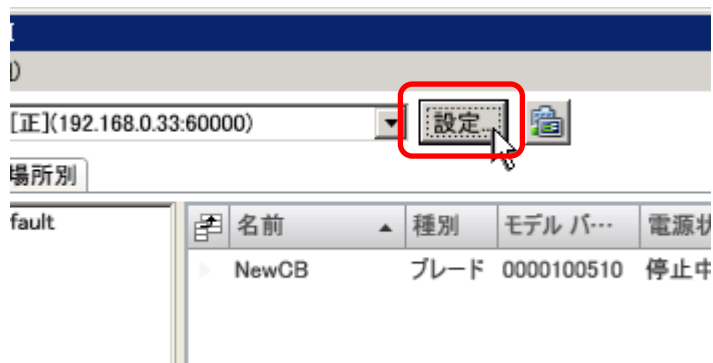 [正](192.168.0.33:60000)
設定...
場所別
fault
名前
種別
モデル バ…
電源状
NewCB
ブレード
0000100510
停止中